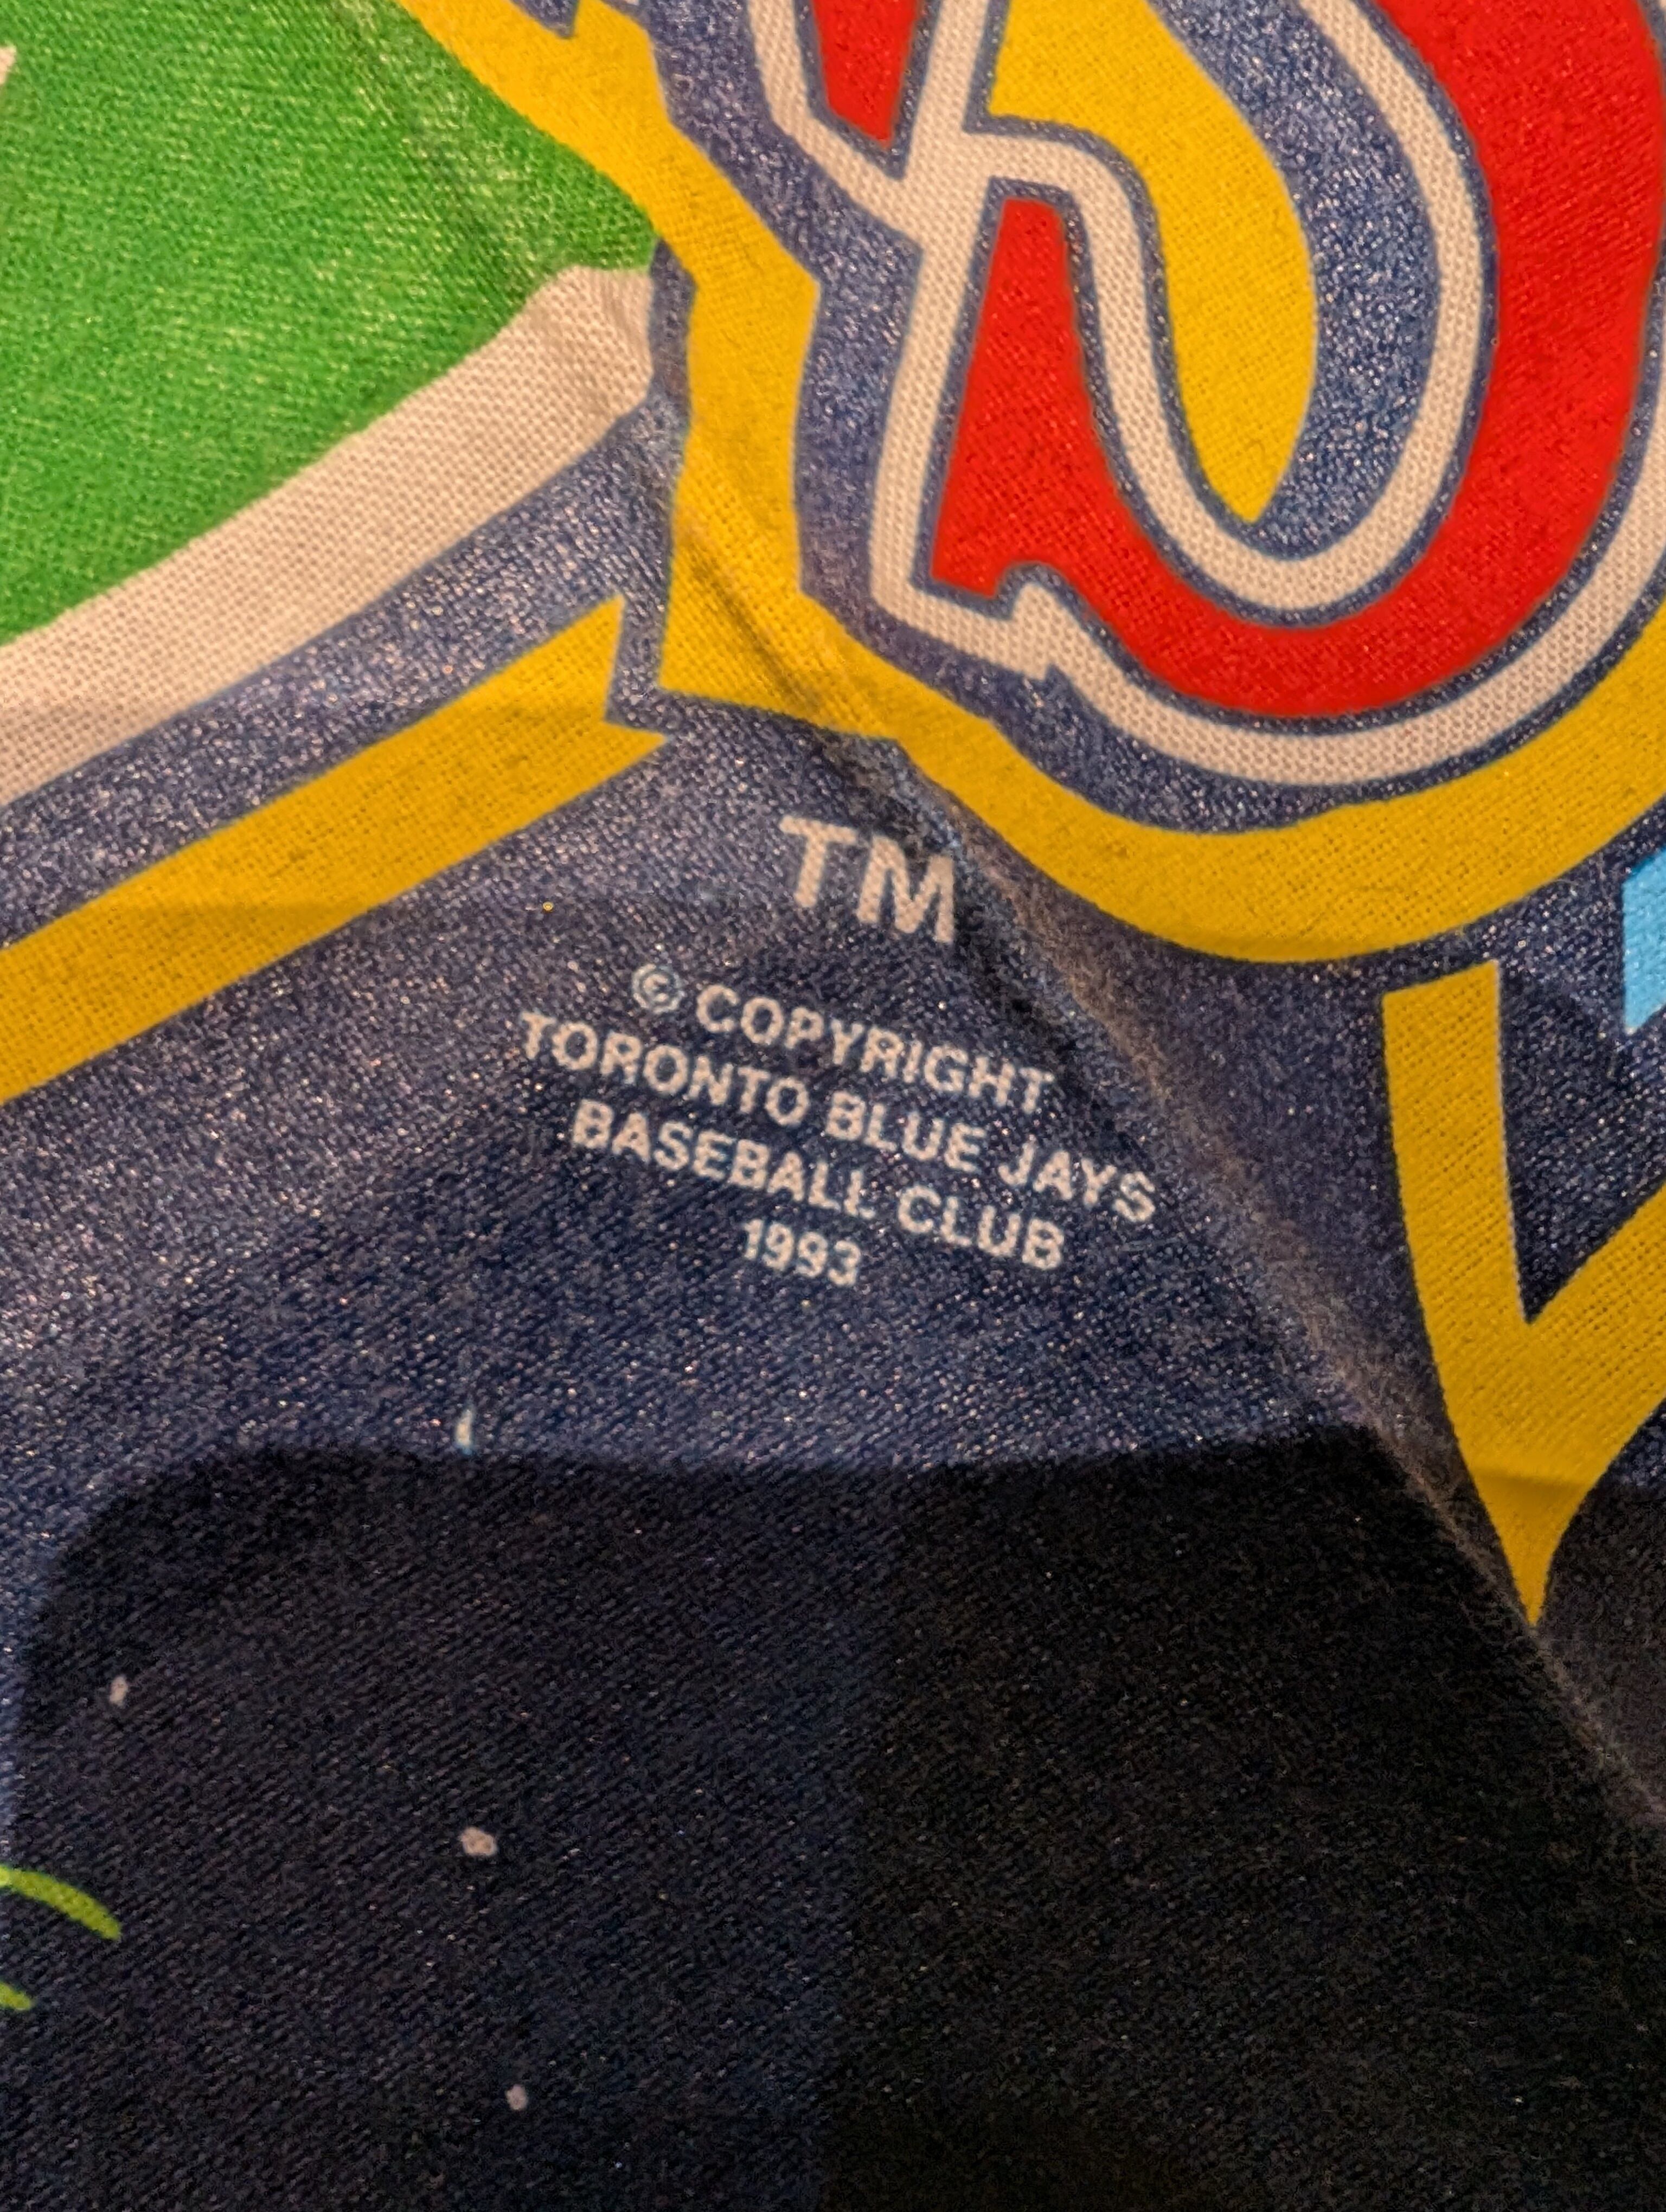 TM
© COPYRIGHT
TORONTO BLUE JAYS
BASEBALL CLUB
1993